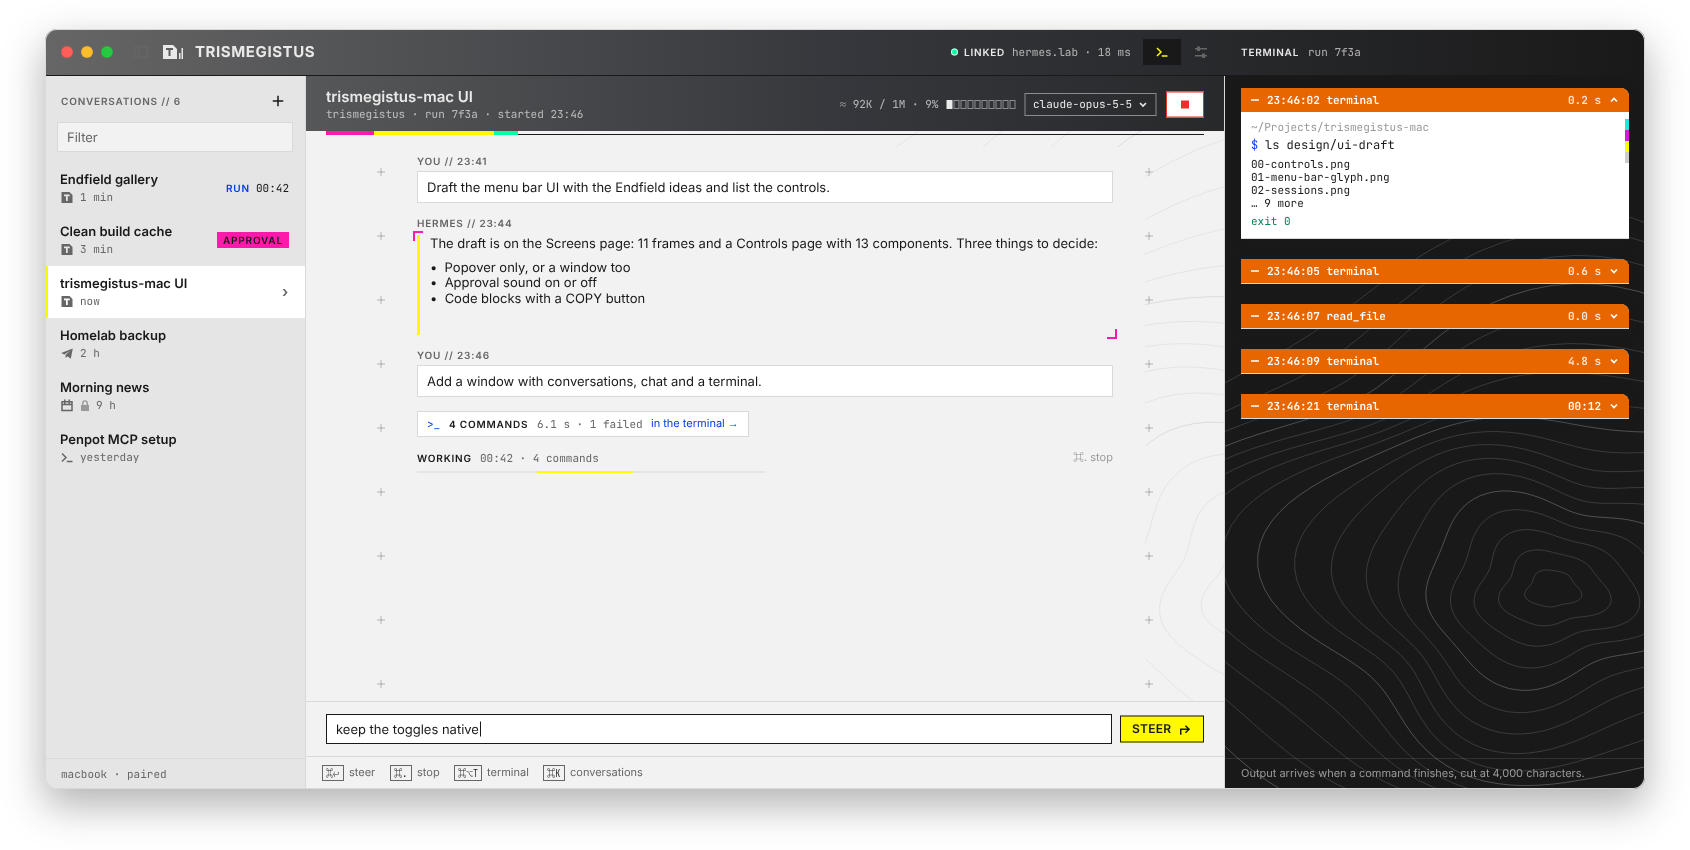 TRISMEGISTUS
LINKED hermes.lab · 18 ms
TERMINAL run 7f3a
CONVERSATIONS // 6
Filter
Endfield gallery
1 min
RUN 00:42
Clean build cache
3 min
APPROVAL
trismegistus-mac UI
now
Homelab backup
2 h
Morning news
9 h
Penpot MCP setup
yesterday
macbook · paired
trismegistus-mac UI
trismegistus · run 7f3a · started 23:46
≈ 92K / 1M · 9%
claude-opus-5-5
YOU // 23:41
Draft the menu bar UI with the Endfield ideas and list the controls.
HERMES // 23:44
The draft is on the Screens page: 11 frames and a Controls page with 13 components. Three things to decide:
• Popover only, or a window too
• Approval sound on or off
• Code blocks with a COPY button
YOU // 23:46
Add a window with conversations, chat and a terminal.
>_ 4 COMMANDS 6.1 s · 1 failed in the terminal →
WORKING 00:42 · 4 commands
⌘. stop
keep the toggles native
STEER
⌘↩ steer ⌘. stop ⌘⌥T terminal ⌘K conversations
23:46:02 terminal 0.2 s
~/Projects/trismegistus-mac
$ ls design/ui-draft
00-controls.png
01-menu-bar-glyph.png
02-sessions.png
… 9 more
exit 0
23:46:05 terminal 0.6 s
23:46:07 read_file 0.0 s
23:46:09 terminal 4.8 s
23:46:21 terminal 00:12
Output arrives when a command finishes, cut at 4,000 characters.